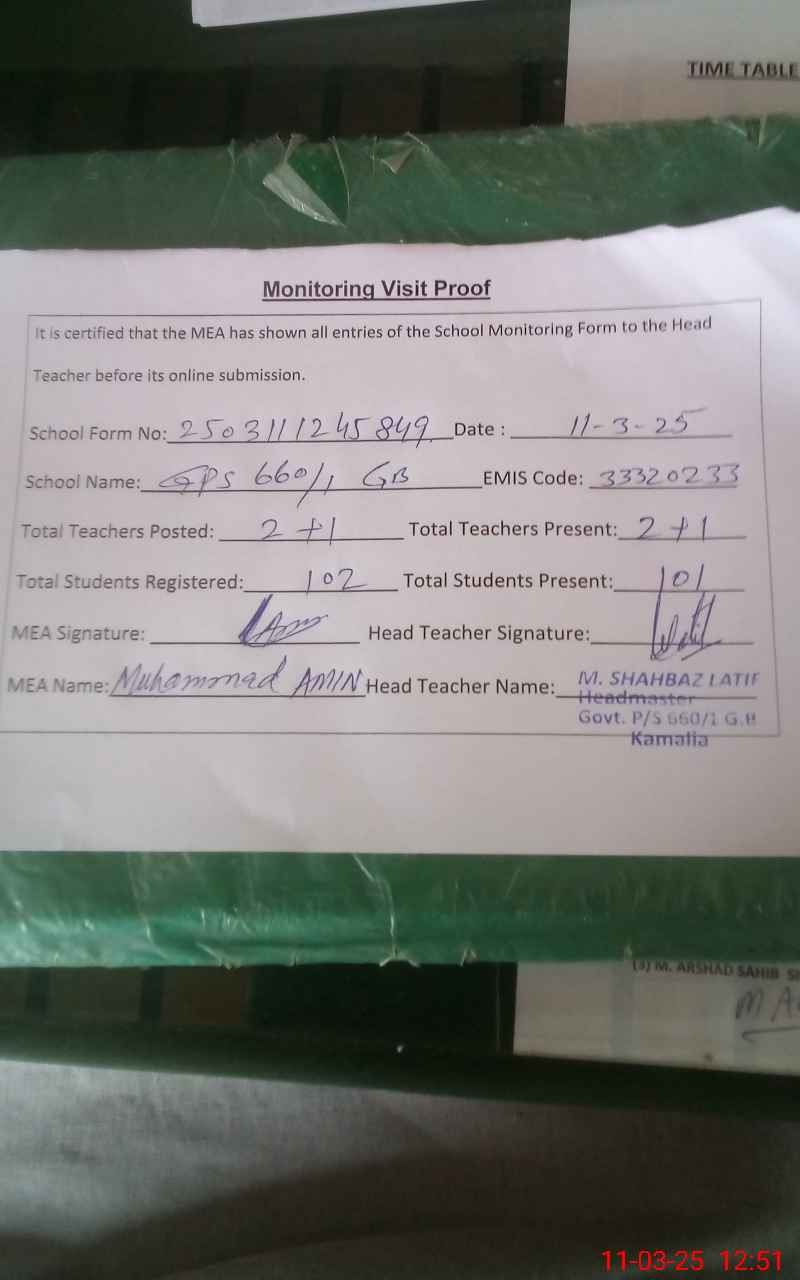 TIME TABLE
Monitoring Visit Proof
It is certified that the MEA has shown all entries of the School Monitoring Form to the Head
Teacher before its online submission.
School Form No: 2503111245849 Date : 11-3-25
School Name: GPS 660/1 GB EMIS Code: 33320233
Total Teachers Posted: 2+1 Total Teachers Present: 2+1
Total Students Registered: 102 Total Students Present: 101
MEA Signature: Head Teacher Signature:
MEA Name: Muhammad AMIN Head Teacher Name: M. SHAHBAZ LATIF
Headmaster
Govt. P/S 660/1 G.B
Kamalia
(3) M. ARSHAD SAHIB
11-03-25 12:51